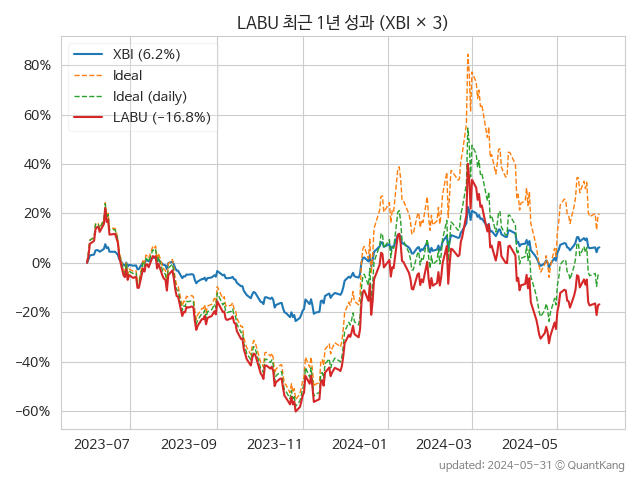 LABU 최근 1년 성과 (XBI × 3)
XBI (6.2%)
Ideal
Ideal (daily)
LABU (−16.8%)
80%
60%
40%
20%
0%
−20%
−40%
−60%
2023-07 2023-09 2023-11 2024-01 2024-03 2024-05
updated: 2024-05-31 © QuantKang